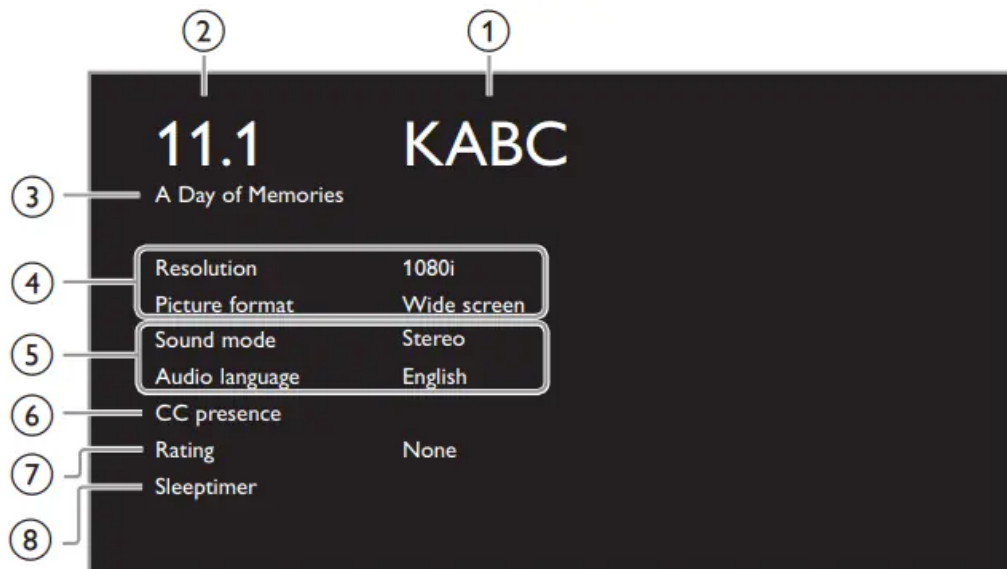 2 1
11.1 KABC
3 A Day of Memories
4 Resolution 1080i
Picture format Wide screen
5 Sound mode Stereo
Audio language English
6 CC presence
7 Rating None
8 Sleeptimer